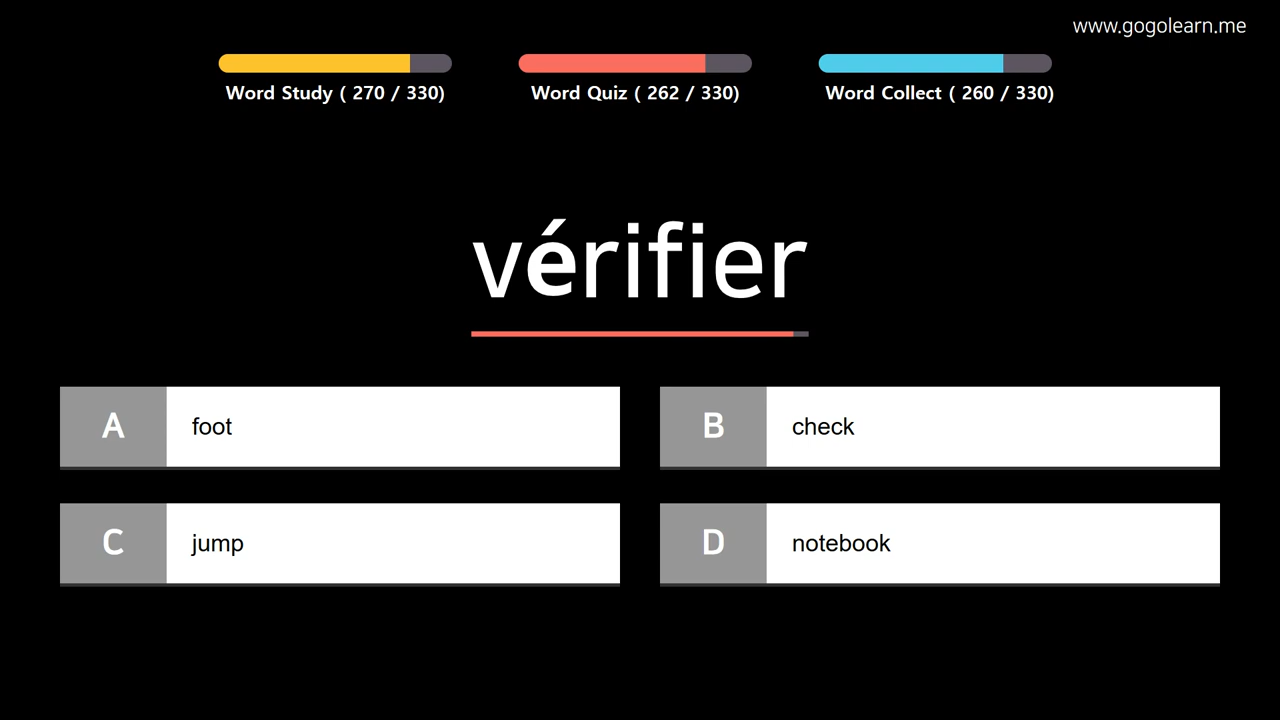 www.gogolearn.me
Word Study ( 270 / 330)
Word Quiz ( 262 / 330)
Word Collect ( 260 / 330)
vérifier
A foot
B check
C jump
D notebook